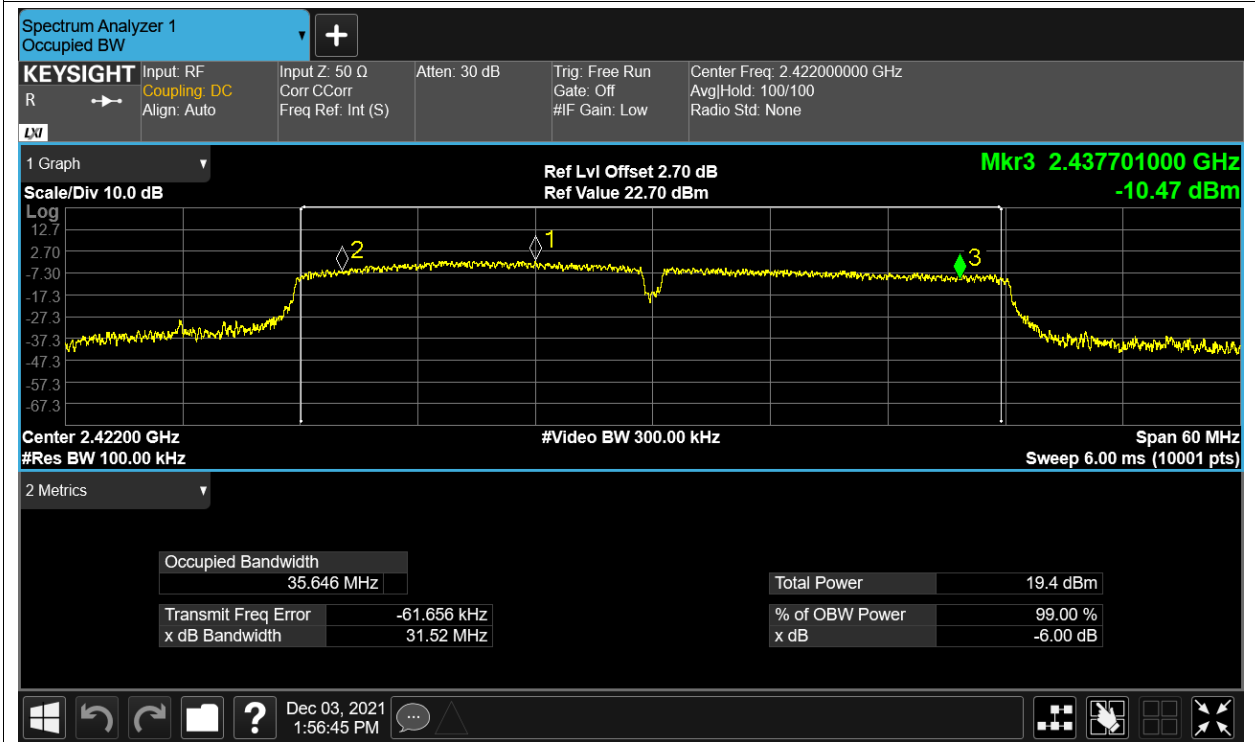 Spectrum Analyzer 1
Occupied BW
+
KEYSIGHT
R
LXI
Input: RF
Coupling: DC
Align: Auto
Input Z: 50 Ω
Corr CCorr
Freq Ref: Int (S)
Atten: 30 dB
Trig: Free Run
Gate: Off
#IF Gain: Low
Center Freq: 2.422000000 GHz
Avg|Hold: 100/100
Radio Std: None
1 Graph
Scale/Div 10.0 dB
Ref Lvl Offset 2.70 dB
Ref Value 22.70 dBm
Mkr3 2.437701000 GHz
-10.47 dBm
Log
12.7
2.70
-7.30
-17.3
-27.3
-37.3
-47.3
-57.3
-67.3
2
1
3
Center 2.42200 GHz
#Video BW 300.00 kHz
Span 60 MHz
#Res BW 100.00 kHz
Sweep 6.00 ms (10001 pts)
2 Metrics
Occupied Bandwidth
35.646 MHz
Total Power 19.4 dBm
Transmit Freq Error -61.656 kHz
% of OBW Power 99.00 %
x dB Bandwidth 31.52 MHz
x dB -6.00 dB
?
Dec 03, 2021
1:56:45 PM